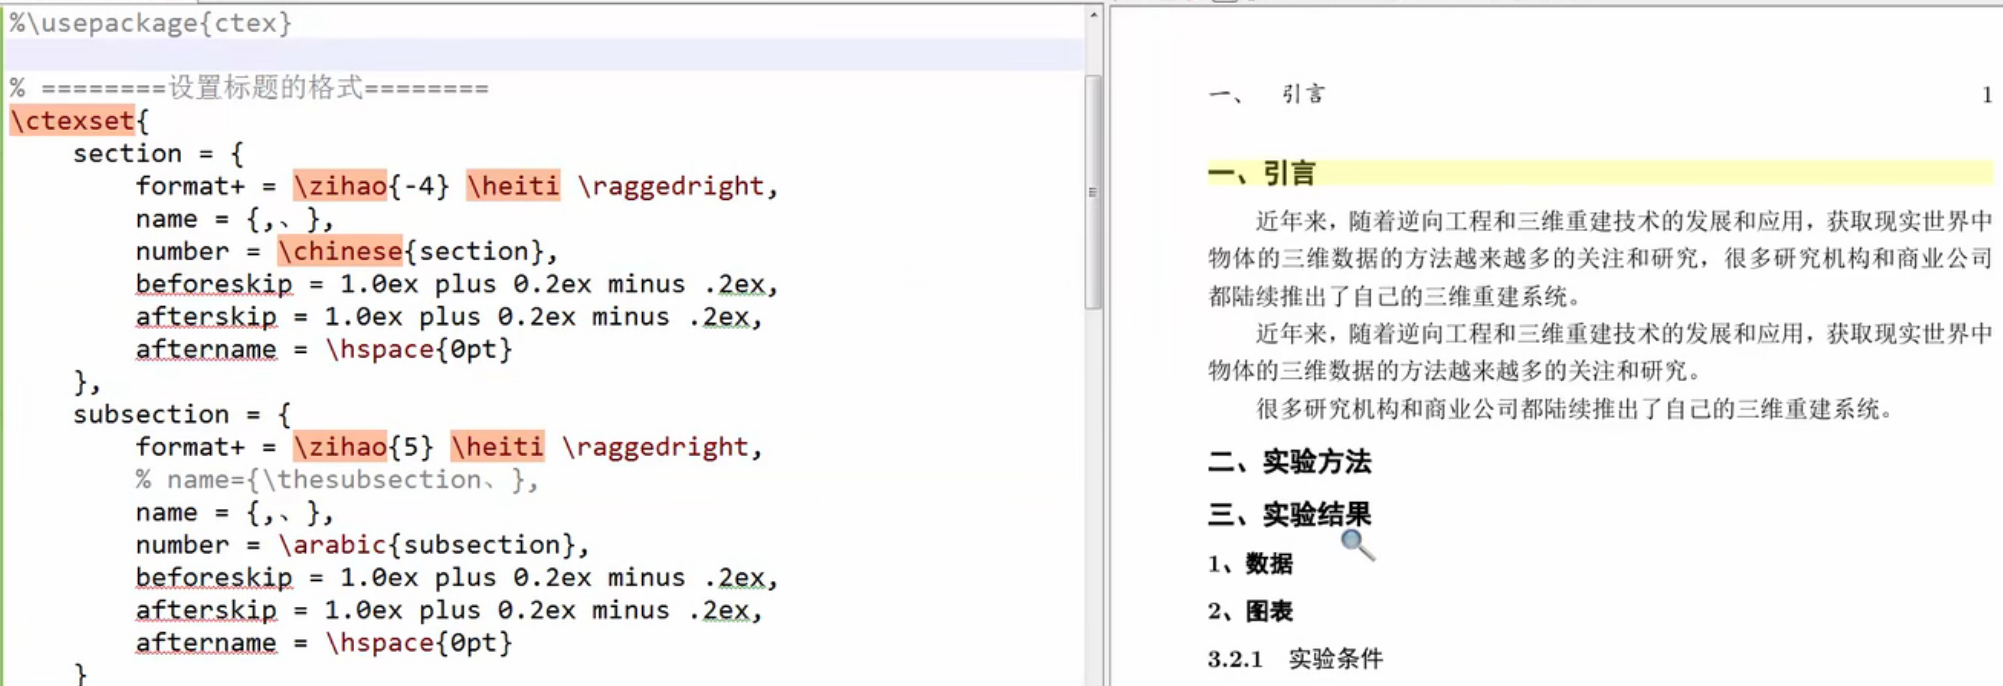 %\usepackage{ctex}
% ========设置标题的格式========
\ctexset{
section = {
format+ = \zihao{-4} \heiti \raggedright,
name = {,、},
number = \chinese{section},
beforeskip = 1.0ex plus 0.2ex minus .2ex,
afterskip = 1.0ex plus 0.2ex minus .2ex,
aftername = \hspace{0pt}
},
subsection = {
format+ = \zihao{5} \heiti \raggedright,
% name={\thesubsection、},
name = {,、},
number = \arabic{subsection},
beforeskip = 1.0ex plus 0.2ex minus .2ex,
afterskip = 1.0ex plus 0.2ex minus .2ex,
aftername = \hspace{0pt}
}
一、 引言 1
一、引言
近年来，随着逆向工程和三维重建技术的发展和应用，获取现实世界中
物体的三维数据的方法越来越多的关注和研究，很多研究机构和商业公司
都陆续推出了自己的三维重建系统。
近年来，随着逆向工程和三维重建技术的发展和应用，获取现实世界中
物体的三维数据的方法越来越多的关注和研究。
很多研究机构和商业公司都陆续推出了自己的三维重建系统。
二、实验方法
三、实验结果
1、数据
2、图表
3.2.1 实验条件